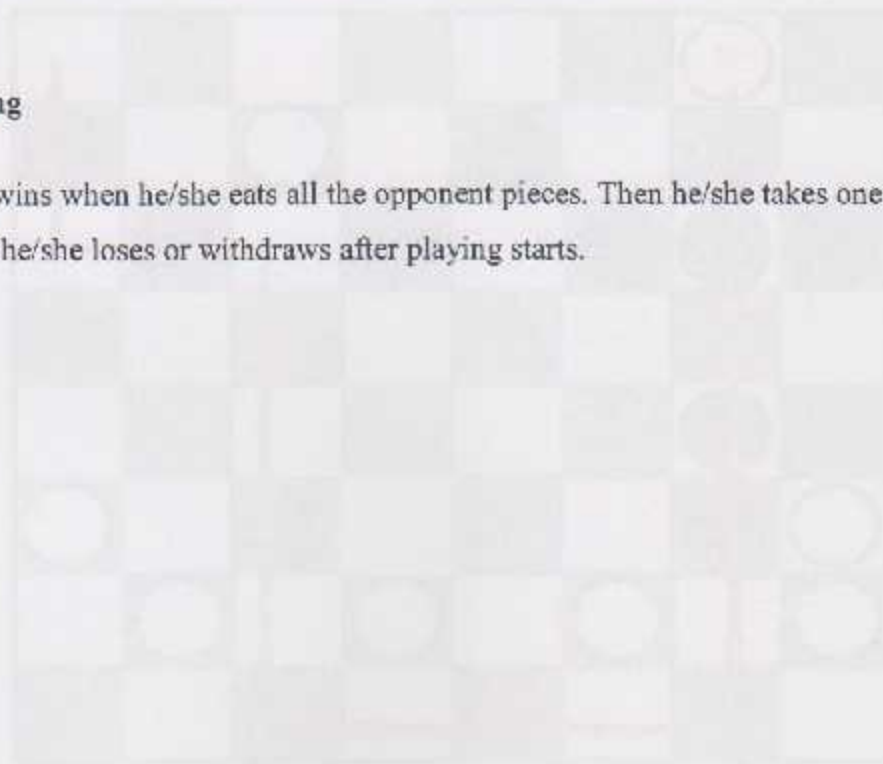 ng
wins when he/she eats all the opponent pieces. Then he/she takes one
he/she loses or withdraws after playing starts.